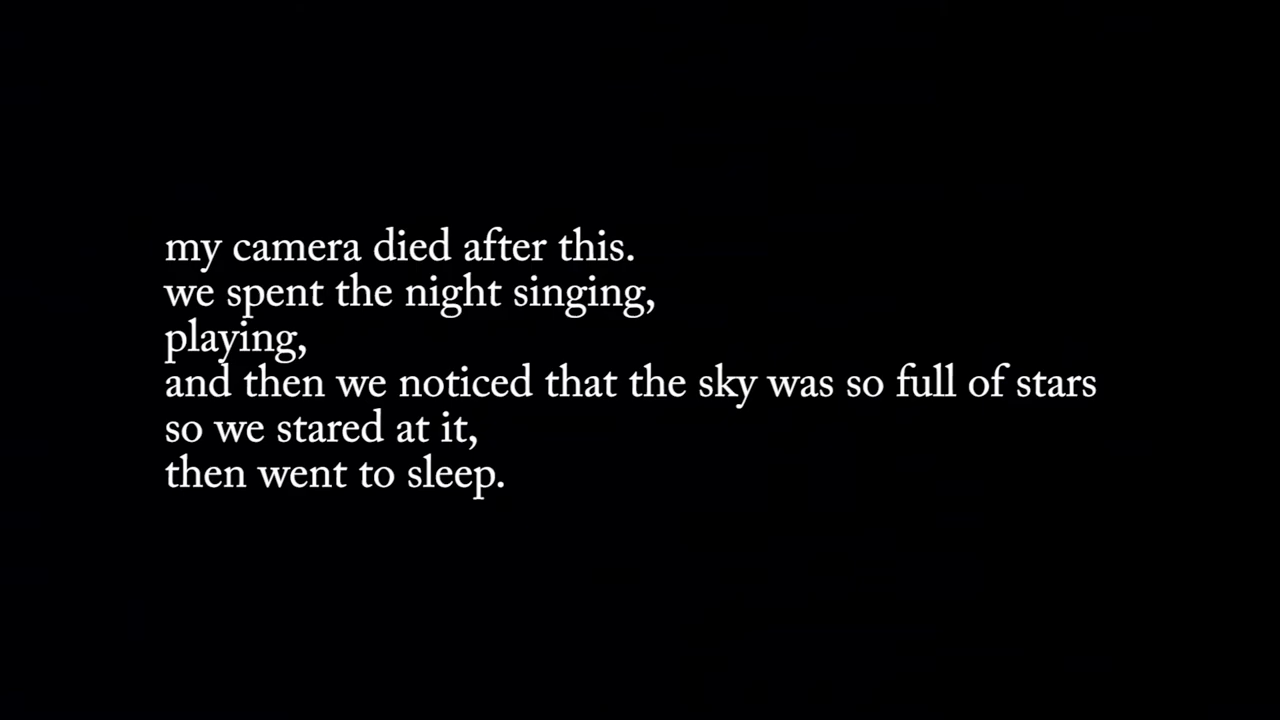 my camera died after this.
we spent the night singing,
playing,
and then we noticed that the sky was so full of stars
so we stared at it,
then went to sleep.